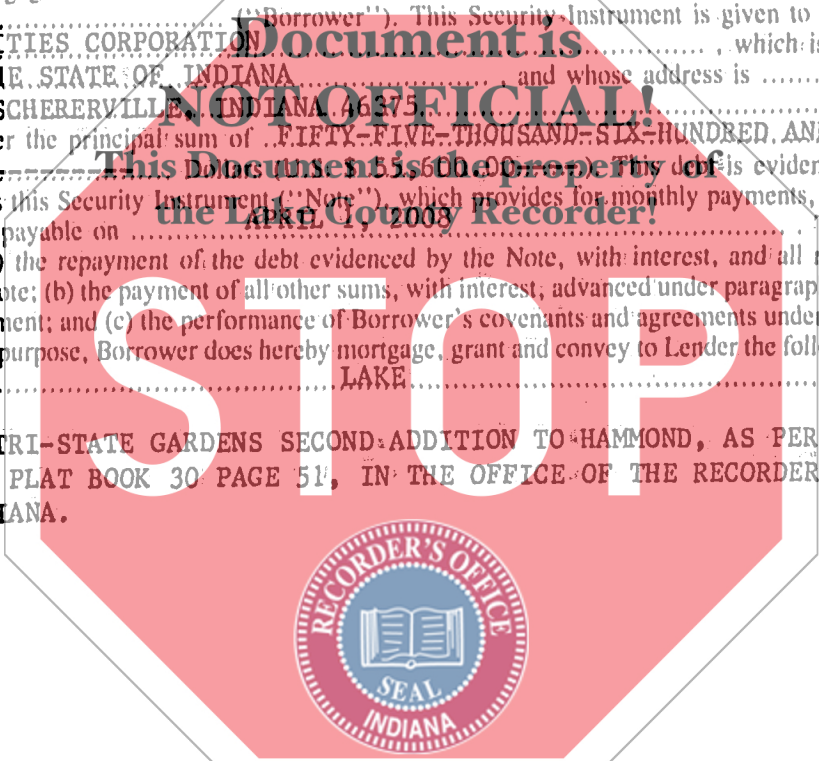 ("Borrower"). This Security Instrument is given to
TIES CORPORATION , which is
E STATE OF INDIANA , and whose address is
SCHERERVILLE, INDIANA 46375
r the principal sum of FIFTY-FIVE-THOUSAND-SIX-HUNDRED AND
Dollars (U.S. $ 55,600.00 ). This debt is eviden
this Security Instrument ("Note"), which provides for monthly payments,
payable on APRIL 1, 2008
the repayment of the debt evidenced by the Note, with interest, and all
ote; (b) the payment of all other sums, with interest, advanced under paragrap
ment; and (c) the performance of Borrower's covenants and agreements under
purpose, Borrower does hereby mortgage, grant and convey to Lender the foll
LAKE
TRI-STATE GARDENS SECOND ADDITION TO HAMMOND, AS PER
PLAT BOOK 30 PAGE 51, IN THE OFFICE OF THE RECORDER
IANA.
Document is
NOT OFFICIAL!
This Document is the property of
the Lake County Recorder!
STOP
RECORDER'S OFFICE
SEAL
INDIANA